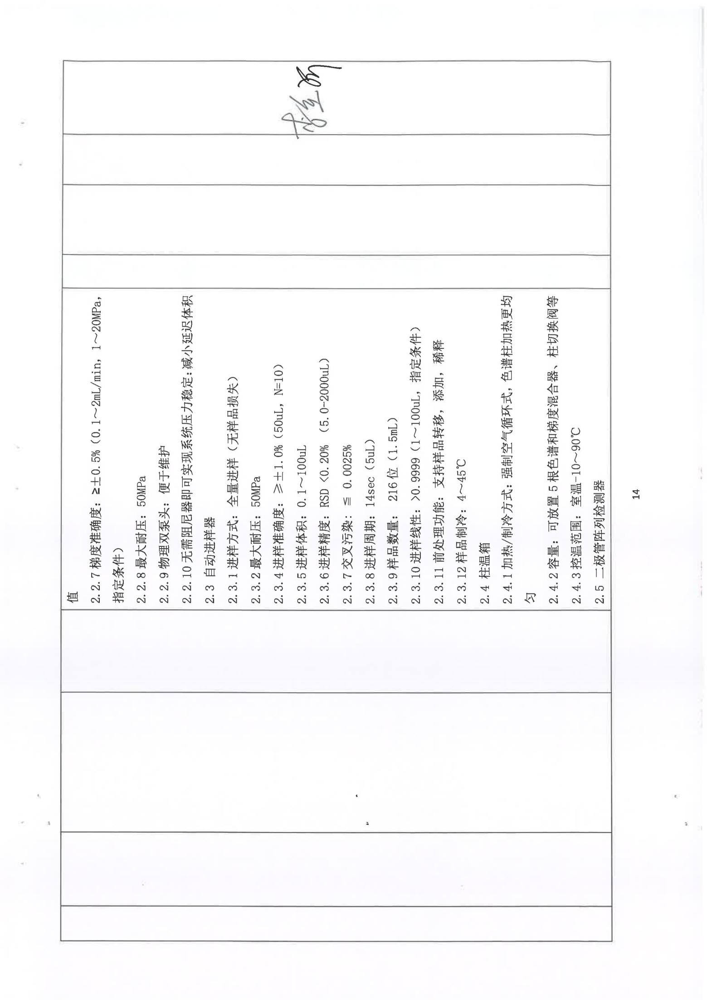 值
2.2.7 梯度准确度：≧±0.5%（0.1～2mL/min，1～20MPa，
指定条件）
2.2.8 最大耐压：50MPa
2.2.9 物理双泵头：便于维护
2.2.10 无需阻尼器即可实现系统压力稳定；减小延迟体积
2.3 自动进样器
2.3.1 进样方式：全量进样（无样品损失）
2.3.2 最大耐压：50MPa
2.3.4 进样准确度：≥±1.0%（50uL，N=10）
2.3.5 进样体积：0.1～100uL
2.3.6 进样精度：RSD<0.20% （5.0-2000uL）
2.3.7 交叉污染：≦ 0.0025%
2.3.8 进样周期：14sec（5uL）
2.3.9 样品数量： 216 位（1.5mL）
2.3.10 进样线性：>0.9999（1～100uL，指定条件）
2.3.11 前处理功能：支持样品转移，添加，稀释
2.3.12 样品制冷：4～45℃
2.4 柱温箱
2.4.1 加热/制冷方式：强制空气循环式，色谱柱加热更均
匀
2.4.2 容量：可放置 5 根色谱和梯度混合器、柱切换阀等
2.4.3 控温范围：室温-10～90℃
2.5 二极管阵列检测器
14